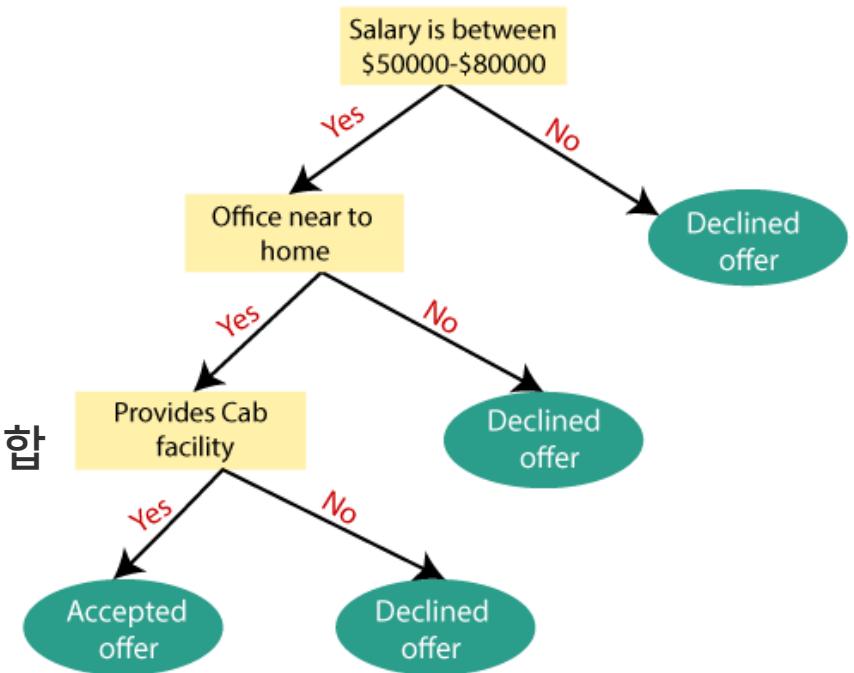 Salary is between
$50000-$80000
Yes
No
Office near to
home
Declined
offer
Yes
No
합
Provides Cab
facility
Declined
offer
Yes
No
Accepted
offer
Declined
offer